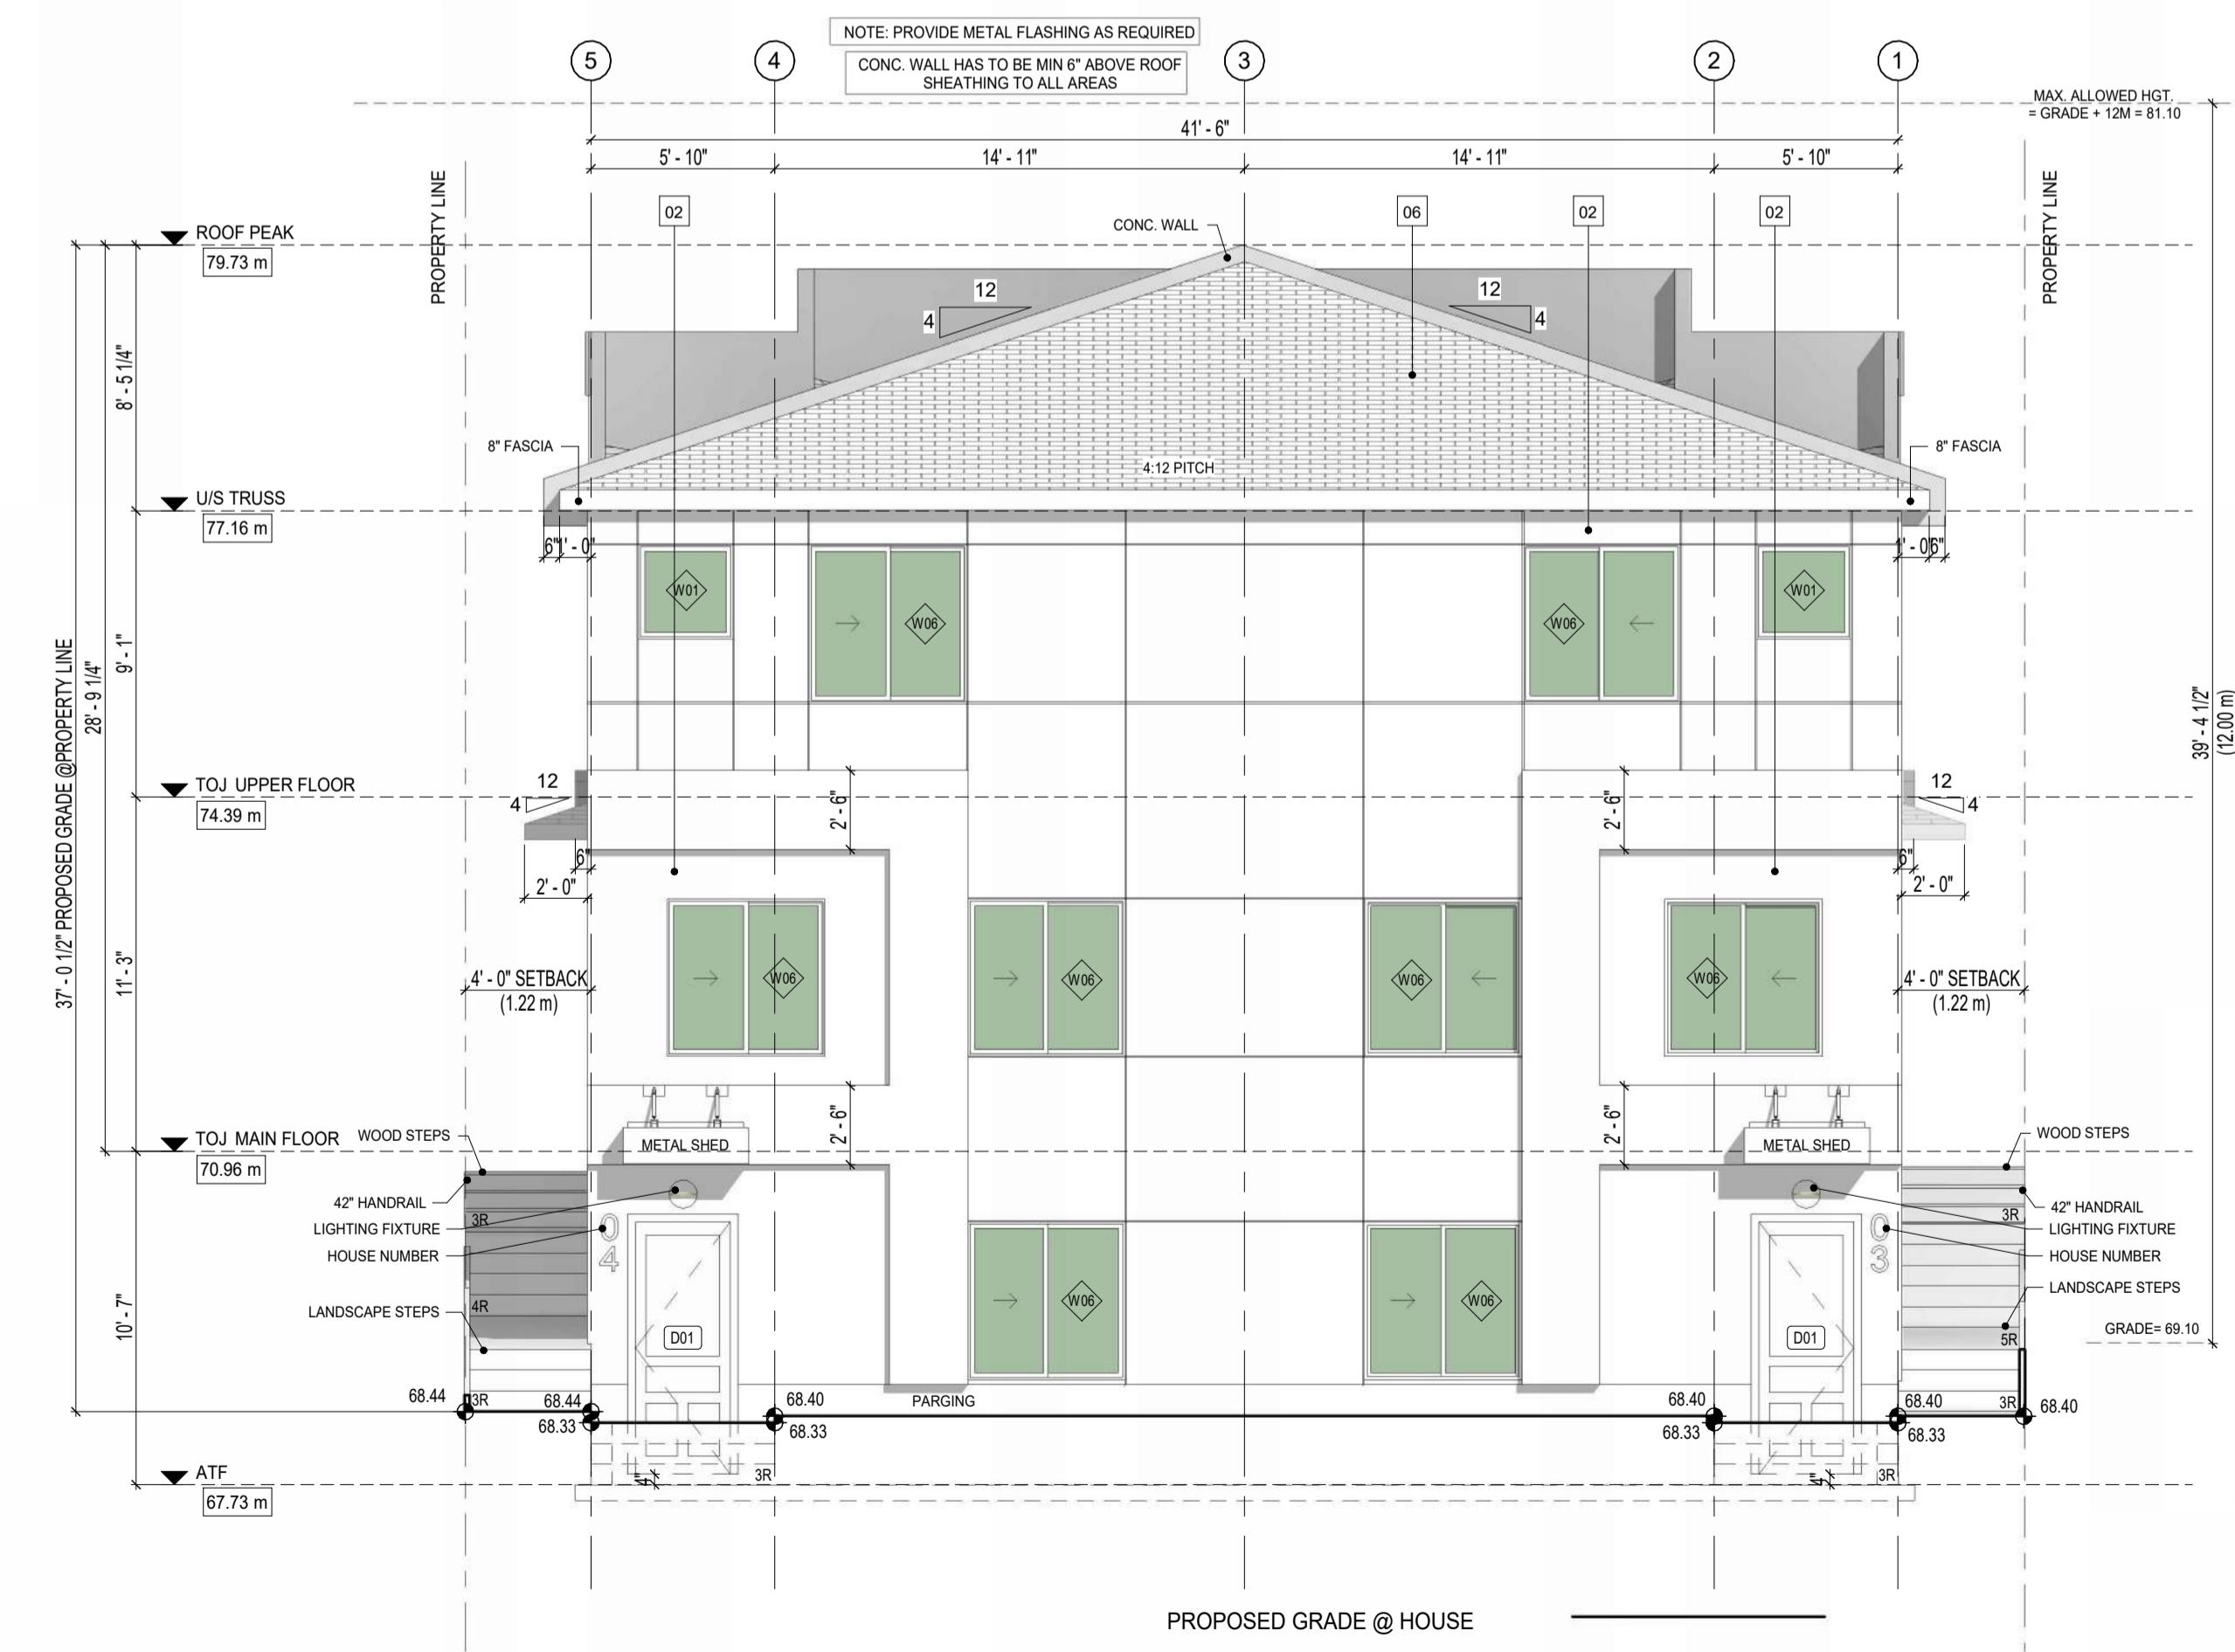 NOTE: PROVIDE METAL FLASHING AS REQUIRED
CONC. WALL HAS TO BE MIN 6" ABOVE ROOF
SHEATHING TO ALL AREAS
5
4
3
2
1
MAX. ALLOWED HGT.
= GRADE + 12M = 81.10
41' - 6"
5' - 10"
14' - 11"
14' - 11"
5' - 10"
PROPERTY LINE
PROPERTY LINE
02
06
02
02
CONC. WALL
ROOF PEAK
79.73 m
12
4
12
4
8' - 5 1/4"
8" FASCIA
8" FASCIA
4:12 PITCH
U/S TRUSS
77.16 m
6"
1' - 0"
1' - 0"
6"
W01
W06
W06
W01
9' - 1"
28' - 9 1/4"
37' - 0 1/2" PROPOSED GRADE @PROPERTY LINE
39' - 4 1/2"
(12.00 m)
TOJ UPPER FLOOR
74.39 m
12
4
12
4
2' - 6"
2' - 6"
6"
2' - 0"
6"
2' - 0"
11' - 3"
4' - 0" SETBACK
(1.22 m)
W06
W06
W06
W06
4' - 0" SETBACK
(1.22 m)
2' - 6"
2' - 6"
TOJ MAIN FLOOR
70.96 m
WOOD STEPS
METAL SHED
METAL SHED
WOOD STEPS
42" HANDRAIL
LIGHTING FIXTURE
HOUSE NUMBER
LANDSCAPE STEPS
42" HANDRAIL
LIGHTING FIXTURE
HOUSE NUMBER
LANDSCAPE STEPS
3R
0
4
0
3
3R
10' - 7"
4R
D01
W06
W06
D01
5R
GRADE= 69.10
68.44
3R
68.44
68.40
PARGING
68.40
68.40
3R
68.40
68.33
68.33
68.33
68.33
4"
3R
4"
3R
ATF
67.73 m
PROPOSED GRADE @ HOUSE